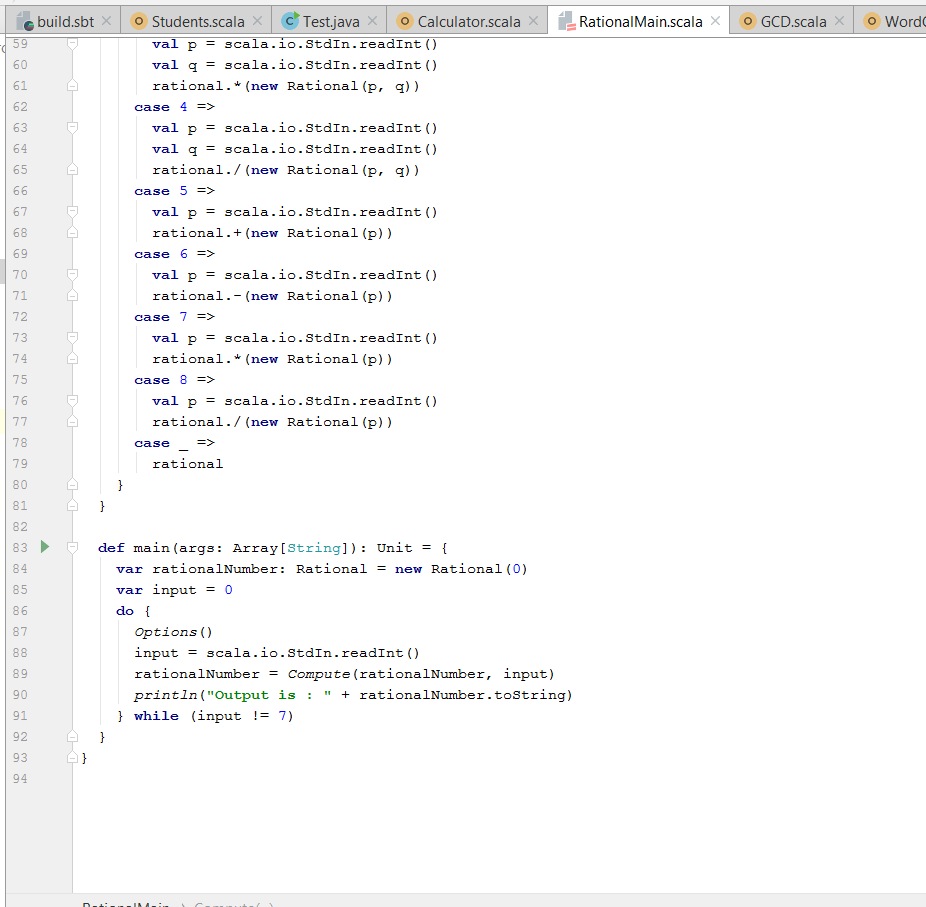 build.sbt Students.scala Test.java Calculator.scala RationalMain.scala GCD.scala Word
59 val p = scala.io.StdIn.readInt()
60 val q = scala.io.StdIn.readInt()
61 rational.*(new Rational(p, q))
62 case 4 =>
63 val p = scala.io.StdIn.readInt()
64 val q = scala.io.StdIn.readInt()
65 rational./(new Rational(p, q))
66 case 5 =>
67 val p = scala.io.StdIn.readInt()
68 rational.+(new Rational(p))
69 case 6 =>
70 val p = scala.io.StdIn.readInt()
71 rational.-(new Rational(p))
72 case 7 =>
73 val p = scala.io.StdIn.readInt()
74 rational.*(new Rational(p))
75 case 8 =>
76 val p = scala.io.StdIn.readInt()
77 rational./(new Rational(p))
78 case _ =>
79 rational
80 }
81 }
82
83 def main(args: Array[String]): Unit = {
84 var rationalNumber: Rational = new Rational(0)
85 var input = 0
86 do {
87 Options()
88 input = scala.io.StdIn.readInt()
89 rationalNumber = Compute(rationalNumber, input)
90 println("Output is : " + rationalNumber.toString)
91 } while (input != 7)
92 }
93 }
94
RationalMain Compute(..)